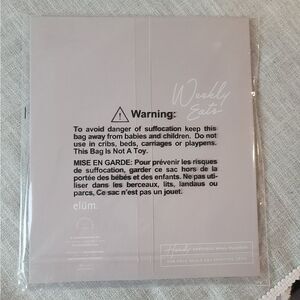 Weekly
Eats
Warning:
To avoid danger of suffocation keep this
bag away from babies and children. Do not
use in cribs, beds, carriages or playpens.
This Bag Is Not A Toy.
MISE EN GARDE: Pour prévenir les risques
de suffocation, garder ce sac hors de la
portée des bébés et des enfants. Ne pas uti-
liser dans les berceaux, lits, landaus ou
parcs, Ce sac n'est pas un jouet.
elüm.